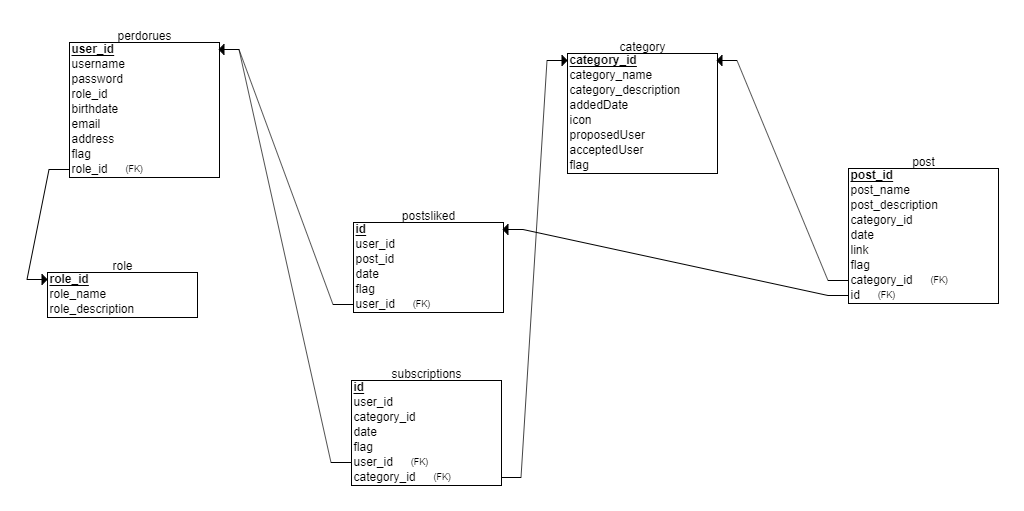 perdorues
user_id
username
password
role_id
birthdate
email
address
flag
role_id (FK)
role
role_id
role_name
role_description
postsliked
id
user_id
post_id
date
flag
user_id (FK)
subscriptions
id
user_id
category_id
date
flag
user_id (FK)
category_id (FK)
category
category_id
category_name
category_description
addedDate
icon
proposedUser
acceptedUser
flag
post
post_id
post_name
post_description
category_id
date
link
flag
category_id (FK)
id (FK)